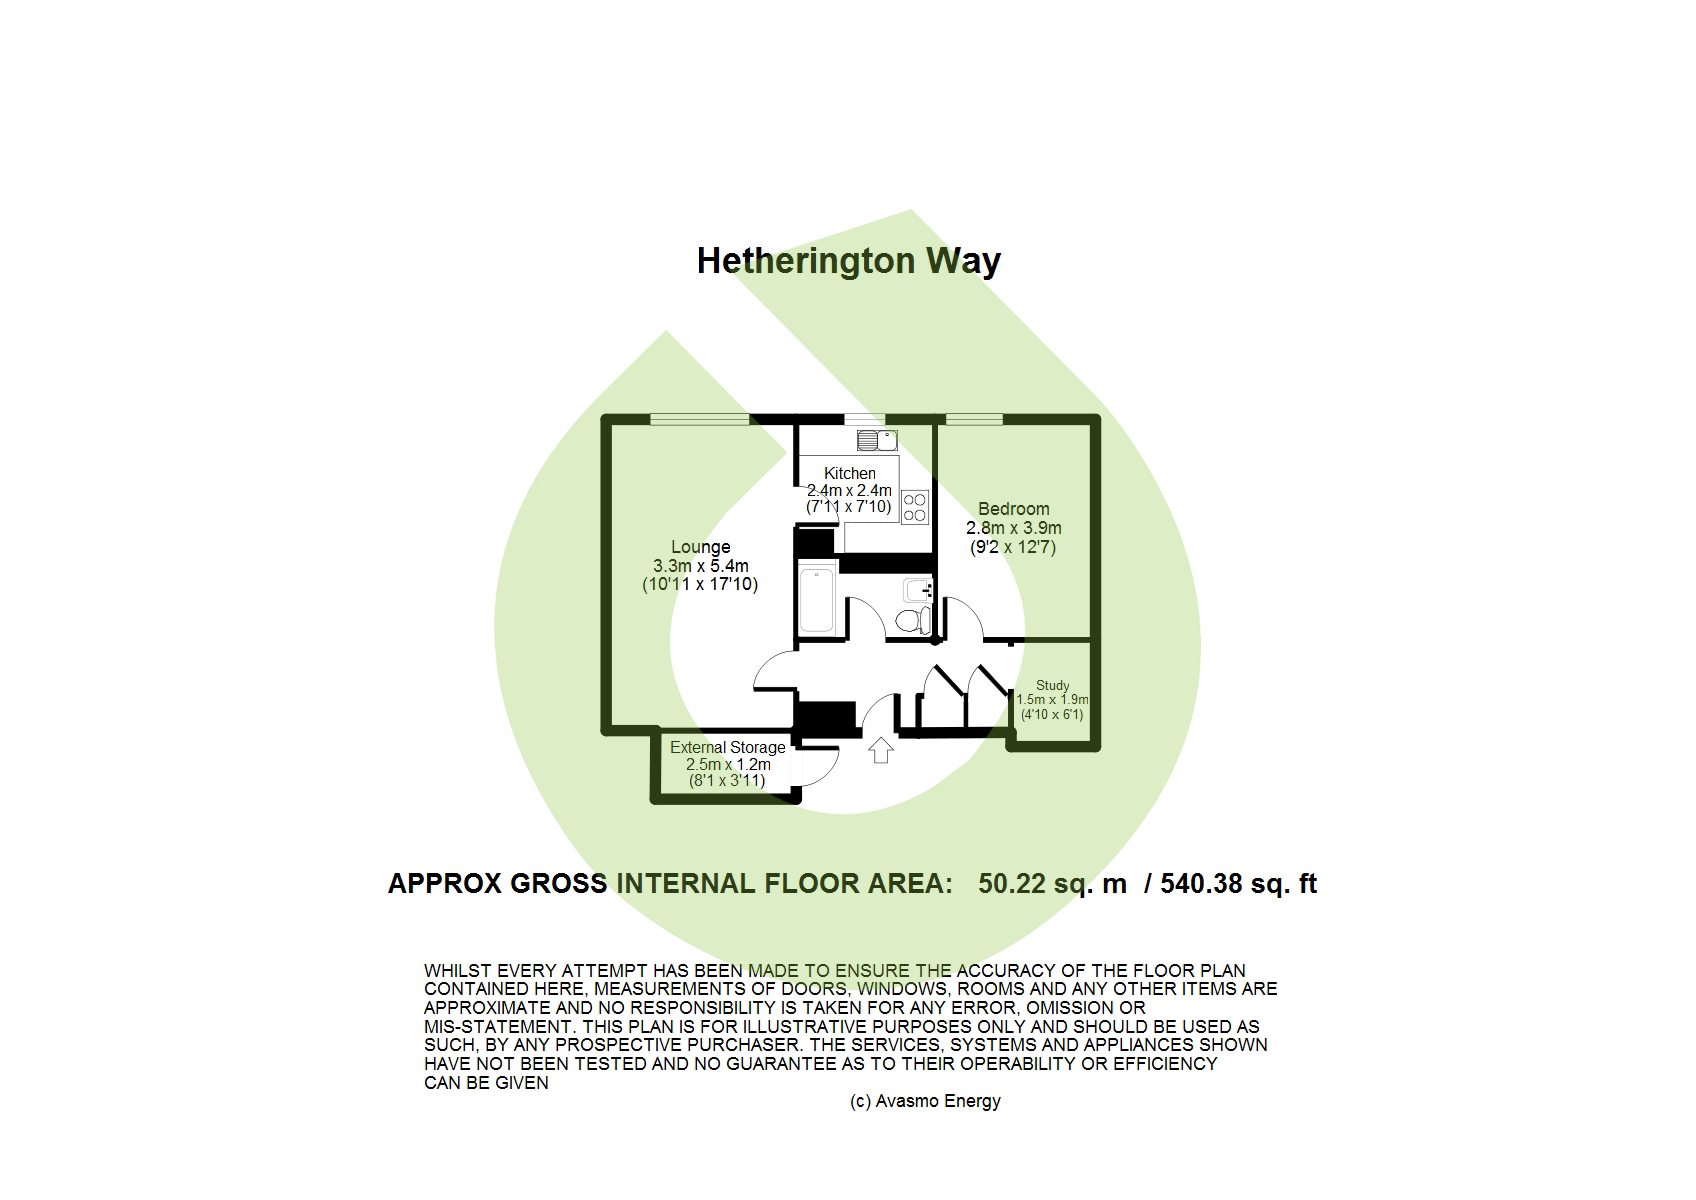 Hetherington Way
Kitchen
2.4m x 2.4m
(7'11 x 7'10)
Bedroom
2.8m x 3.9m
(9'2 x 12'7)
Lounge
3.3m x 5.4m
(10'11 x 17'10)
Study
1.5m x 1.9m
(4'10 x 6'1)
External Storage
2.5m x 1.2m
(8'1 x 3'11)
APPROX GROSS INTERNAL FLOOR AREA: 50.22 sq. m / 540.38 sq. ft
WHILST EVERY ATTEMPT HAS BEEN MADE TO ENSURE THE ACCURACY OF THE FLOOR PLAN
CONTAINED HERE, MEASUREMENTS OF DOORS, WINDOWS, ROOMS AND ANY OTHER ITEMS ARE
APPROXIMATE AND NO RESPONSIBILITY IS TAKEN FOR ANY ERROR, OMISSION OR
MIS-STATEMENT. THIS PLAN IS FOR ILLUSTRATIVE PURPOSES ONLY AND SHOULD BE USED AS
SUCH, BY ANY PROSPECTIVE PURCHASER. THE SERVICES, SYSTEMS AND APPLIANCES SHOWN
HAVE NOT BEEN TESTED AND NO GUARANTEE AS TO THEIR OPERABILITY OR EFFICIENCY
CAN BE GIVEN
(c) Avasmo Energy